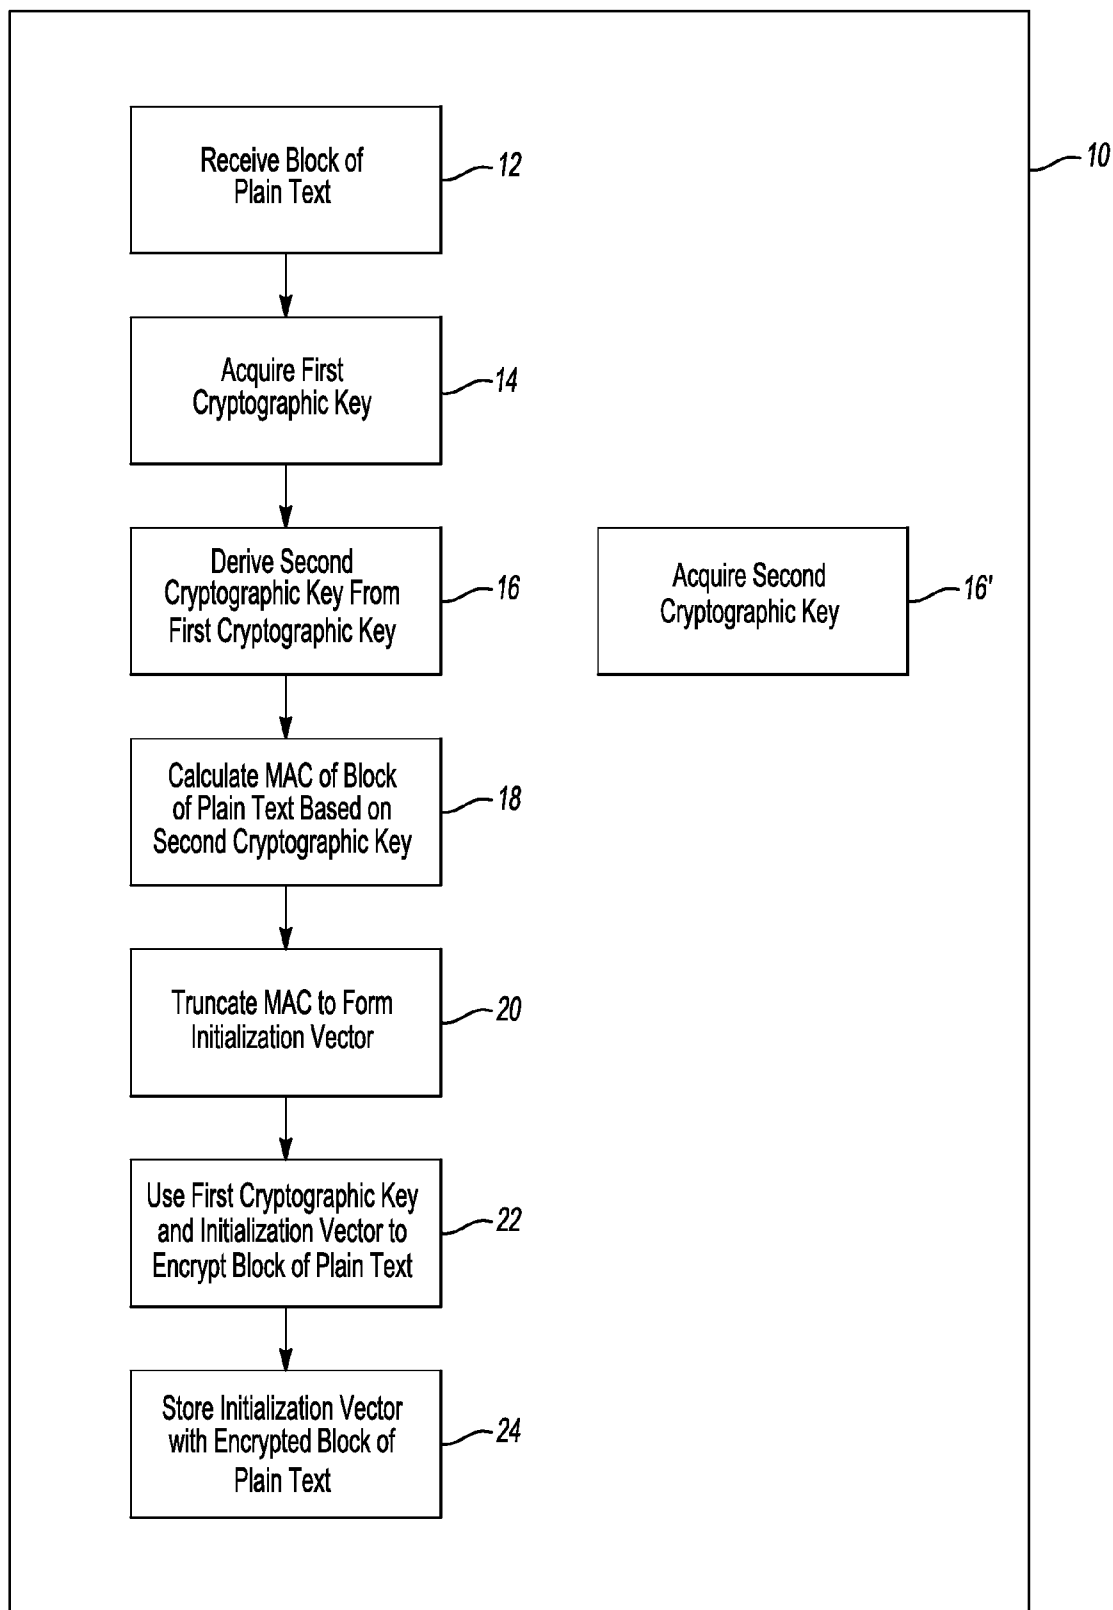 Receive Block of
Plain Text
12
10
Acquire First
Cryptographic Key
14
Derive Second
Cryptographic Key From
First Cryptographic Key
16
Acquire Second
Cryptographic Key
16'
Calculate MAC of Block
of Plain Text Based on
Second Cryptographic Key
18
Truncate MAC to Form
Initialization Vector
20
Use First Cryptographic Key
and Initialization Vector to
Encrypt Block of Plain Text
22
Store Initialization Vector
with Encrypted Block of
Plain Text
24